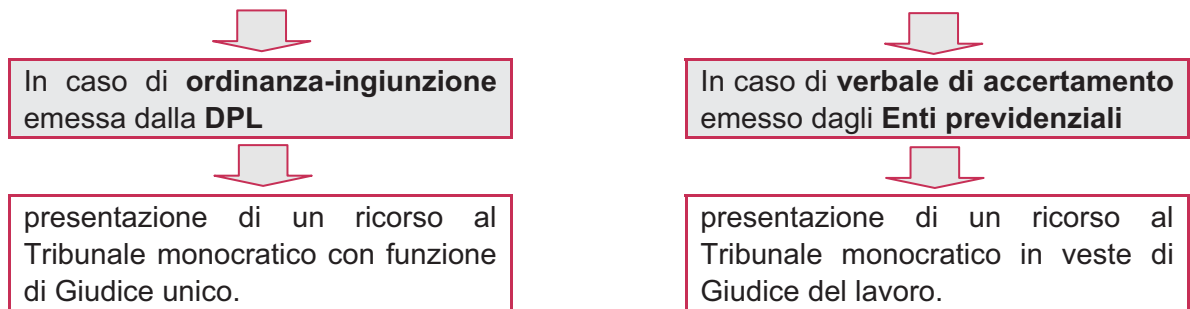 In caso di ordinanza-ingiunzione
emessa dalla DPL
presentazione di un ricorso al
Tribunale monocratico con funzione
di Giudice unico.
In caso di verbale di accertamento
emesso dagli Enti previdenziali
presentazione di un ricorso al
Tribunale monocratico in veste di
Giudice del lavoro.